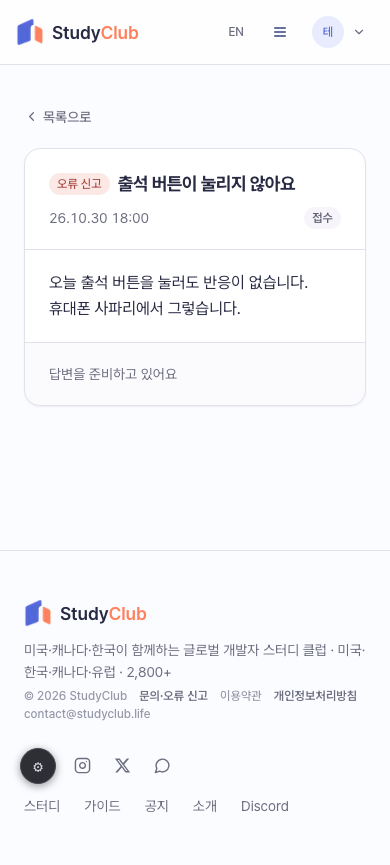 StudyClub
EN
테
목록으로
오류 신고 출석 버튼이 눌리지 않아요
26.10.30 18:00 접수
오늘 출석 버튼을 눌러도 반응이 없습니다.
휴대폰 사파리에서 그렇습니다.
답변을 준비하고 있어요
StudyClub
미국·캐나다·한국이 함께하는 글로벌 개발자 스터디 클럽 · 미국·
한국·캐나다·유럽 · 2,800+
© 2026 StudyClub 문의·오류 신고 이용약관 개인정보처리방침
contact@studyclub.life
스터디 가이드 공지 소개 Discord